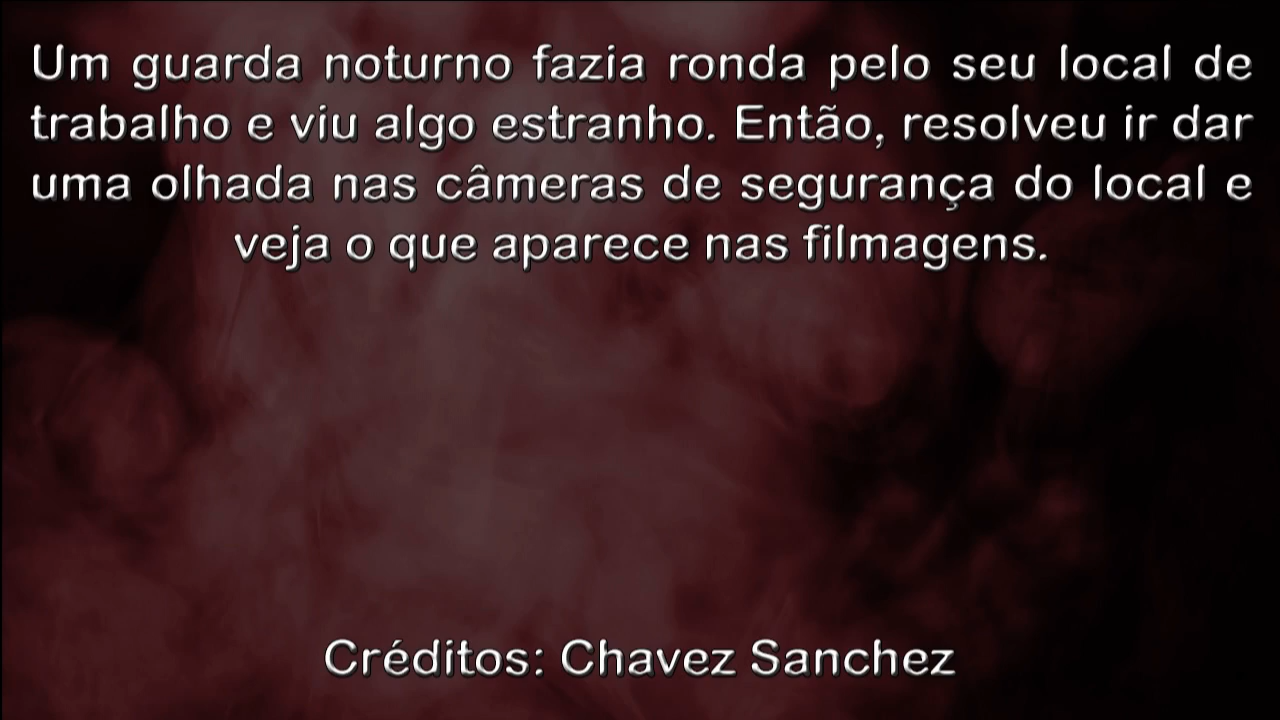 Um guarda noturno fazia ronda pelo seu local de
trabalho e viu algo estranho. Então, resolveu ir dar
uma olhada nas câmeras de segurança do local e
veja o que aparece nas filmagens.
Créditos: Chavez Sanchez